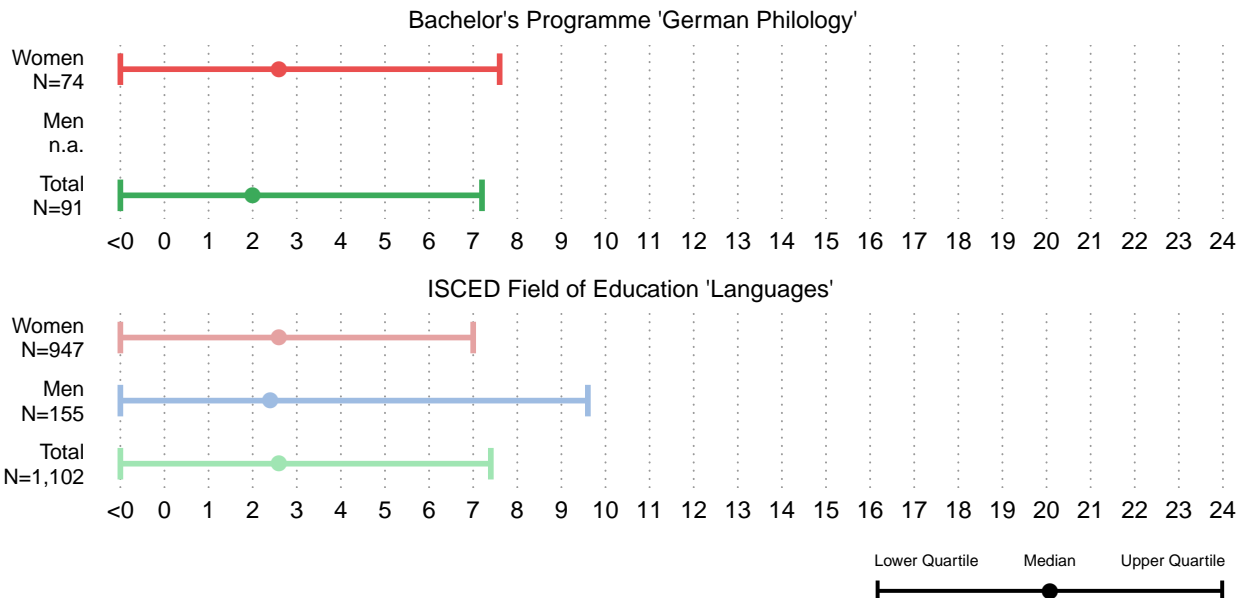 Bachelor's Programme 'German Philology'
Women
N=74
Men
n.a.
Total
N=91
<0 0 1 2 3 4 5 6 7 8 9 10 11 12 13 14 15 16 17 18 19 20 21 22 23 24
ISCED Field of Education 'Languages'
Women
N=947
Men
N=155
Total
N=1,102
<0 0 1 2 3 4 5 6 7 8 9 10 11 12 13 14 15 16 17 18 19 20 21 22 23 24
Lower Quartile Median Upper Quartile